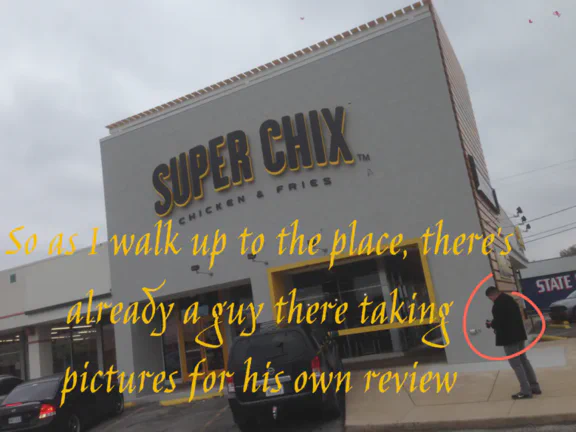 SUPER CHIX™
CHICKEN & FRIES
So as I walk up to the place, there's
already a guy there taking
pictures for his own review
STATE